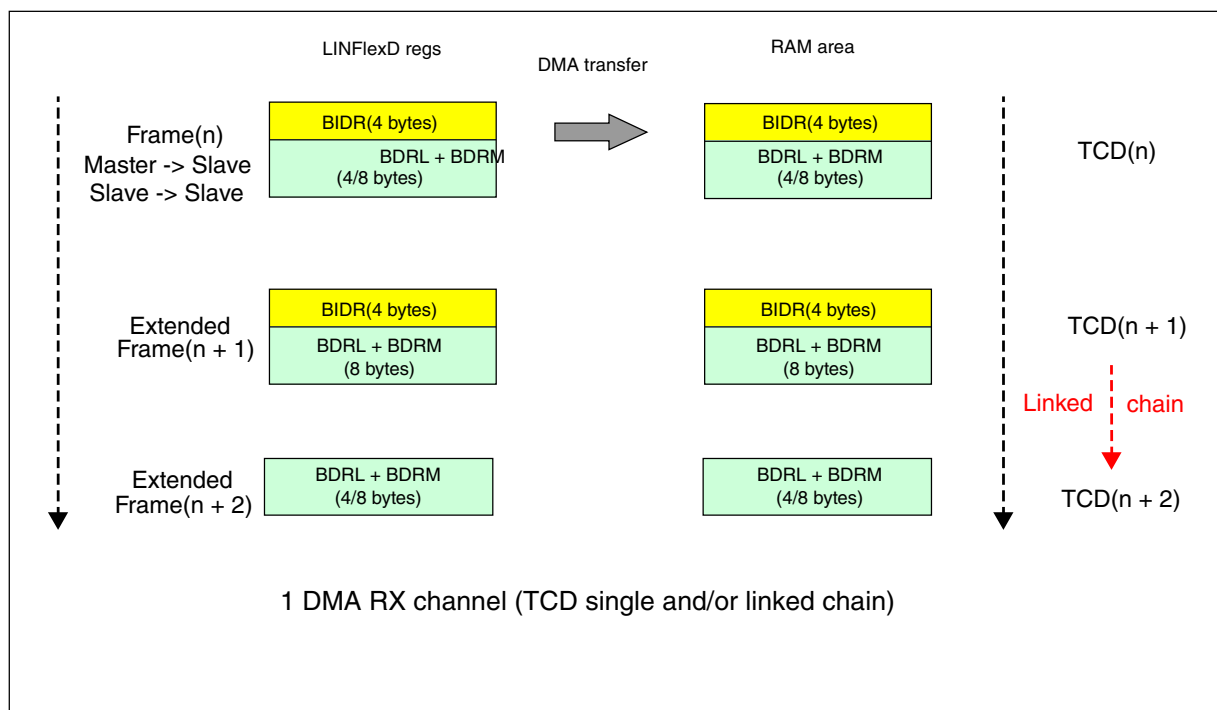 LINFlexD regs
DMA transfer
RAM area
Frame(n)
Master -> Slave
Slave -> Slave
BIDR(4 bytes)
BDRL + BDRM
(4/8 bytes)
BIDR(4 bytes)
BDRL + BDRM
(4/8 bytes)
TCD(n)
Extended
Frame(n + 1)
BIDR(4 bytes)
BDRL + BDRM
(8 bytes)
BIDR(4 bytes)
BDRL + BDRM
(8 bytes)
TCD(n + 1)
Linked chain
Extended
Frame(n + 2)
BDRL + BDRM
(4/8 bytes)
BDRL + BDRM
(4/8 bytes)
TCD(n + 2)
1 DMA RX channel (TCD single and/or linked chain)